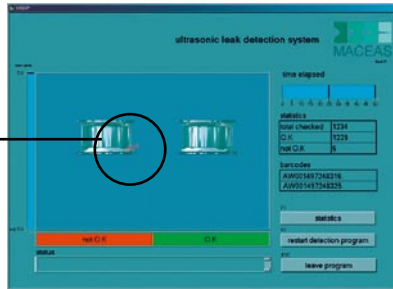 ultrasonic leak detection system
MACEAS
time elapsed
statistics
total checked 1234
O.K 1229
not O.K 5
barcodes
AW001497248316
AW001497248325
statistics
not O.K
O.K
restart detection program
status
leave program